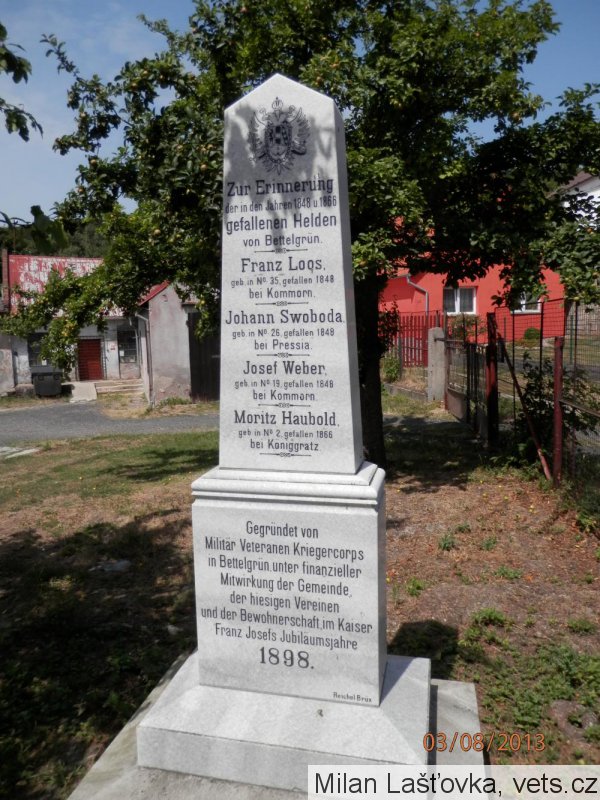 Zur Erinnerung
der in den Jahren 1848 u 1866
gefallenen Helden
von Bettelgrün.
Franz Loos,
geb. in No. 35, gefallen 1848
bei Kommorn.
Johann Swoboda
geb. in No. 26, gefallen 1849
bei Pressia.
Josef Weber,
geb. in No 19, gefallen 1848
bei Kommorn.
Moritz Haubold,
geb. in No 2, gefallen 1866
bei Königgratz.
Gegründet von
Militär Veteranen Kriegercorps
in Bettelgrün unter finanzieller
Mitwirkung der Gemeinde,
der hiesigen Vereinen
und der Bewohnerschaft, im Kaiser
Franz Josefs Jubiläumsjahre
1898.
Reschel Brüx
03/08/2013
Milan Lašťovka, vets.cz